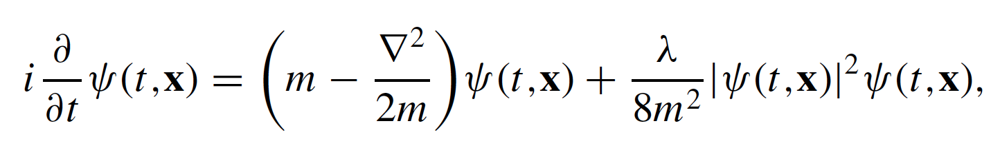 i ∂/∂t ψ(t,𝐱) = (m − ∇²/2m) ψ(t,𝐱) + λ/8m² |ψ(t,𝐱)|² ψ(t,𝐱),